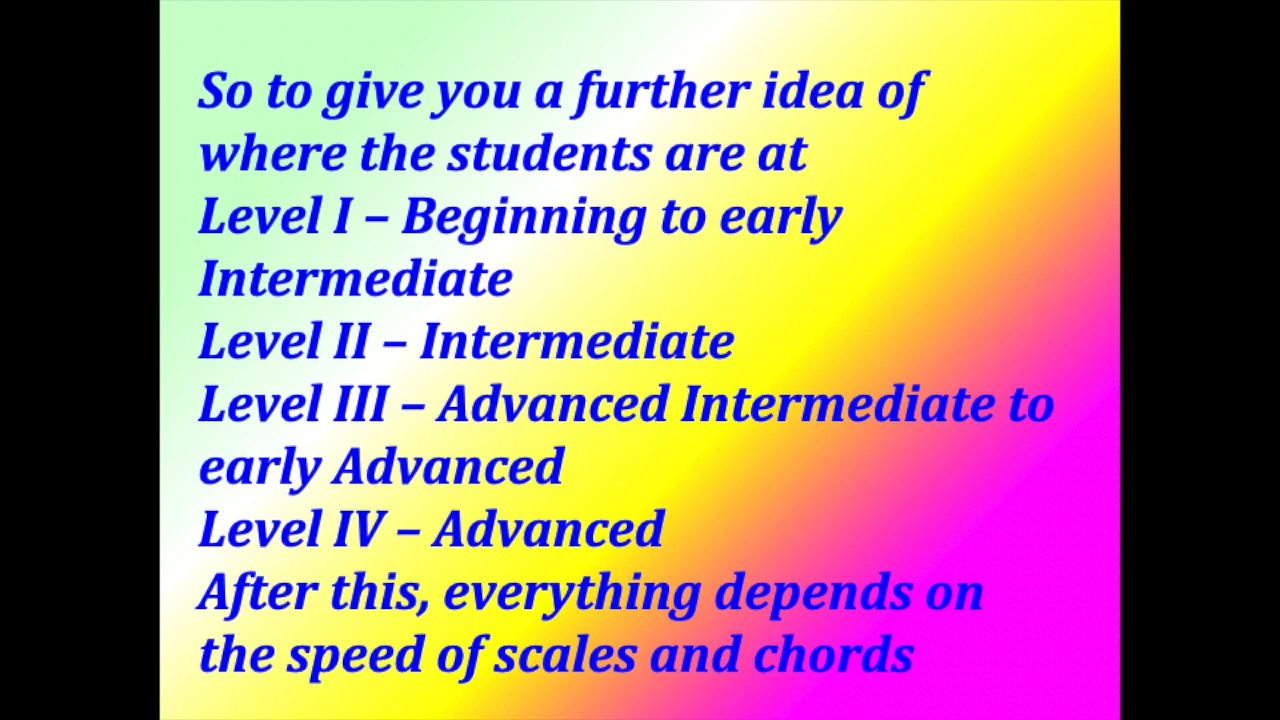 So to give you a further idea of
where the students are at
Level I – Beginning to early
Intermediate
Level II – Intermediate
Level III – Advanced Intermediate to
early Advanced
Level IV – Advanced
After this, everything depends on
the speed of scales and chords